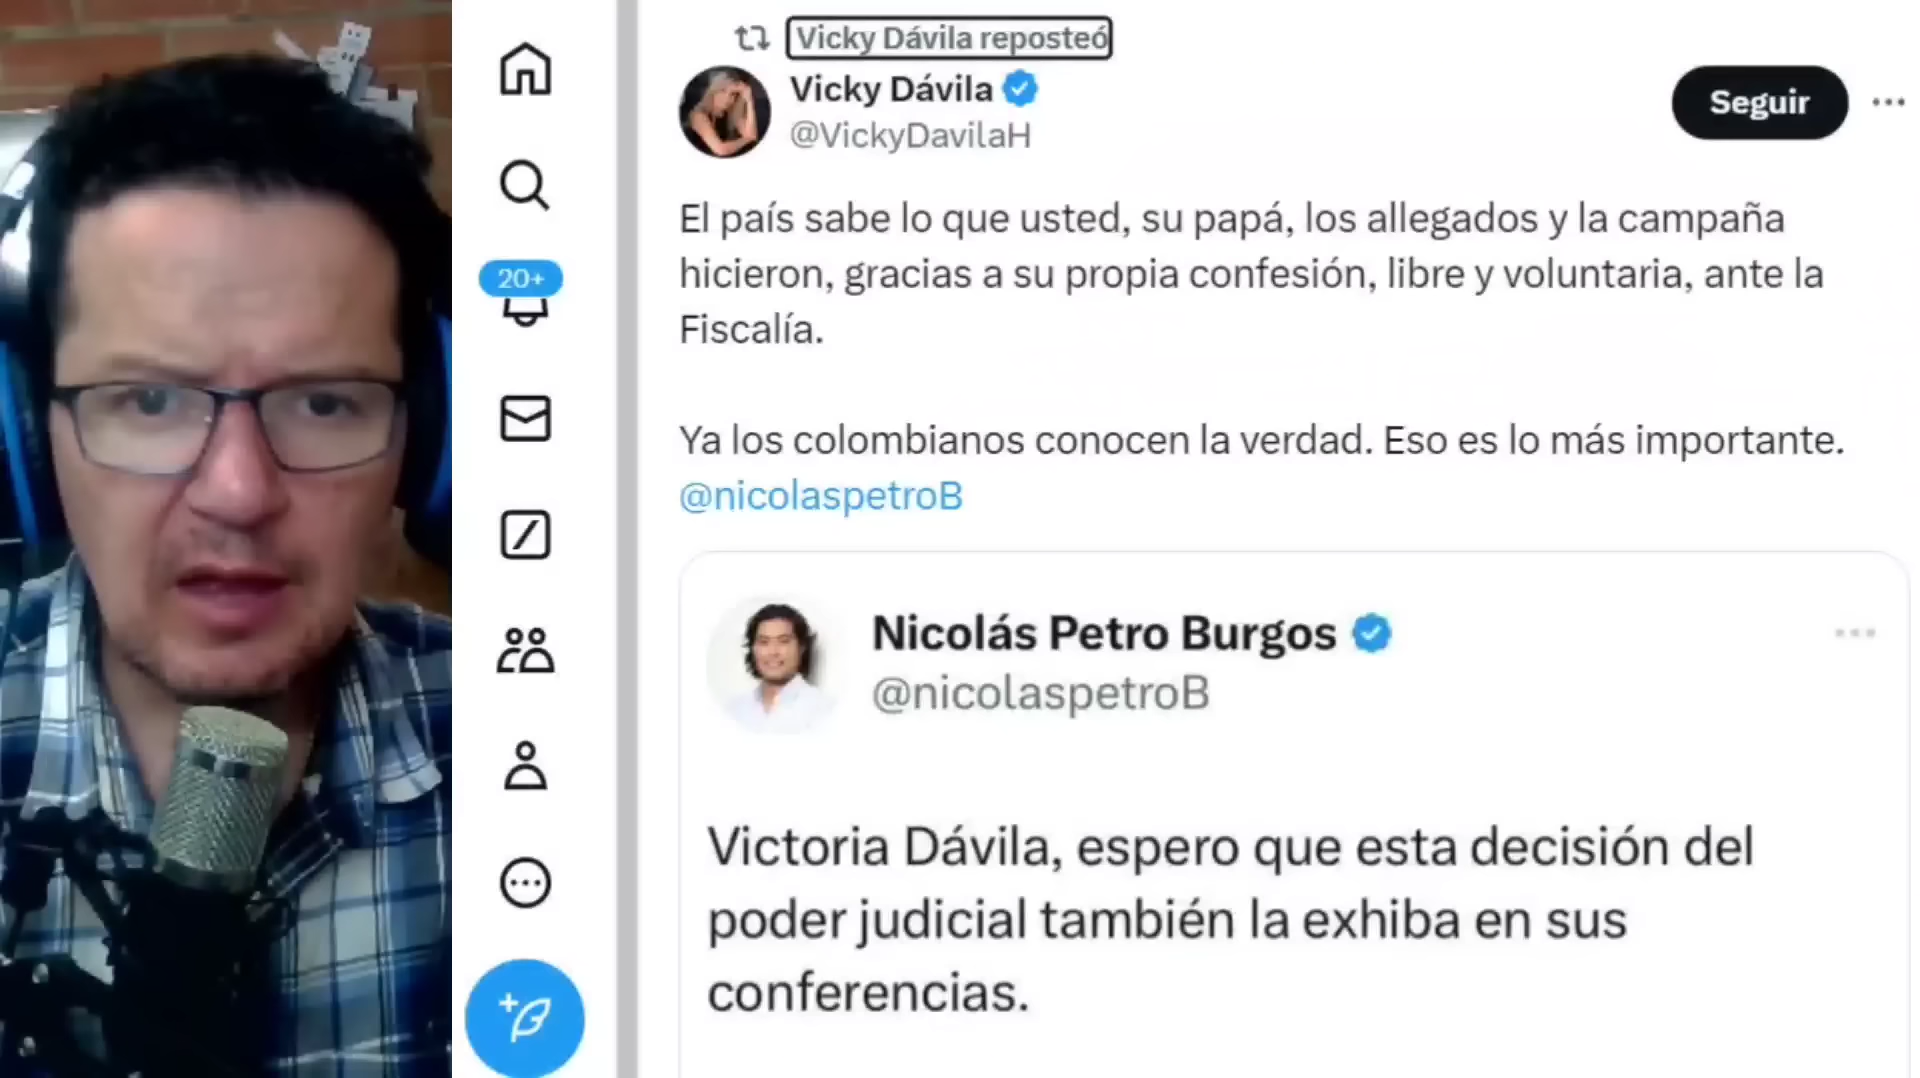 Vicky Dávila reposteó
Vicky Dávila
@VickyDavilaH
Seguir
El país sabe lo que usted, su papá, los allegados y la campaña
hicieron, gracias a su propia confesión, libre y voluntaria, ante la
Fiscalía.
Ya los colombianos conocen la verdad. Eso es lo más importante.
@nicolaspetroB
20+
Nicolás Petro Burgos
@nicolaspetroB
Victoria Dávila, espero que esta decisión del
poder judicial también la exhiba en sus
conferencias.